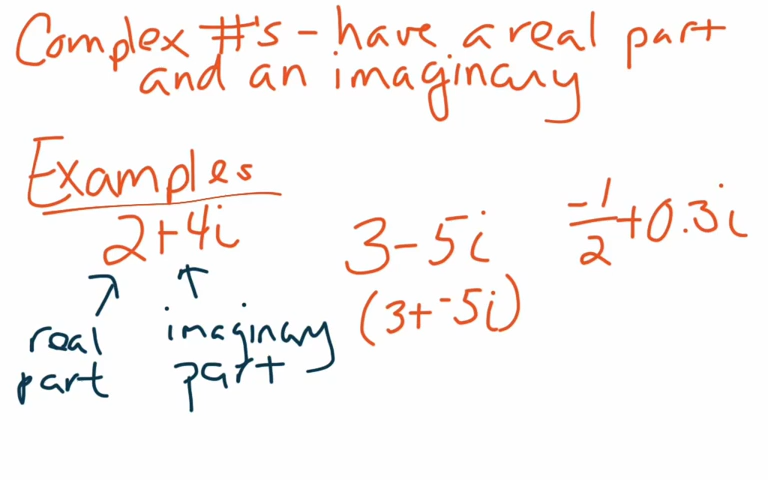 Complex #'s - have a real part
and an imaginary
Examples
2+4i
3-5i
-1/2+0.3i
(3+-5i)
real
part
imaginary
part